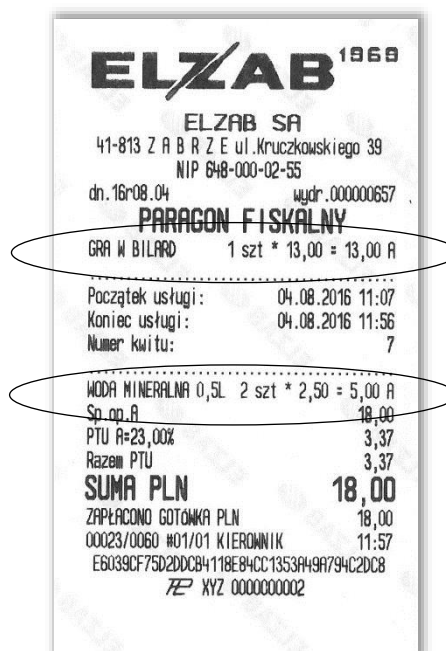 ELZAB 1969
ELZAB SA
41-813 Z A B R Z E ul.Kruczkowskiego 39
NIP 648-000-02-55
dn.16r08.04 wydr.000000657
PARAGON FISKALNY
GRA W BILARD 1 szt * 13,00 = 13,00 A
Początek usługi: 04.08.2016 11:07
Koniec usługi: 04.08.2016 11:56
Numer kwitu: 7
WODA MINERALNA 0,5L 2 szt * 2,50 = 5,00 A
Sp.op.A 18,00
PTU A=23,00% 3,37
Razem PTU 3,37
SUMA PLN 18,00
ZAPŁACONO GOTÓWKA PLN 18,00
00023/0060 #01/01 KIEROWNIK 11:57
E6039CF75D2DDCB4118E84CC1353A49A794C2DC8
XYZ 0000000002